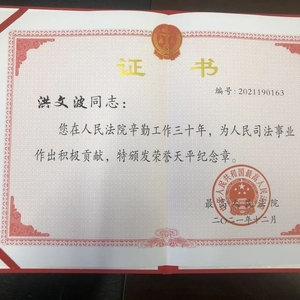 证 书
编号:2021190163
洪文波同志:
您在人民法院辛勤工作三十年,为人民司法事业
作出积极贡献,特颁发荣誉天平纪念章。
最高人民法院
二〇二一年十二月